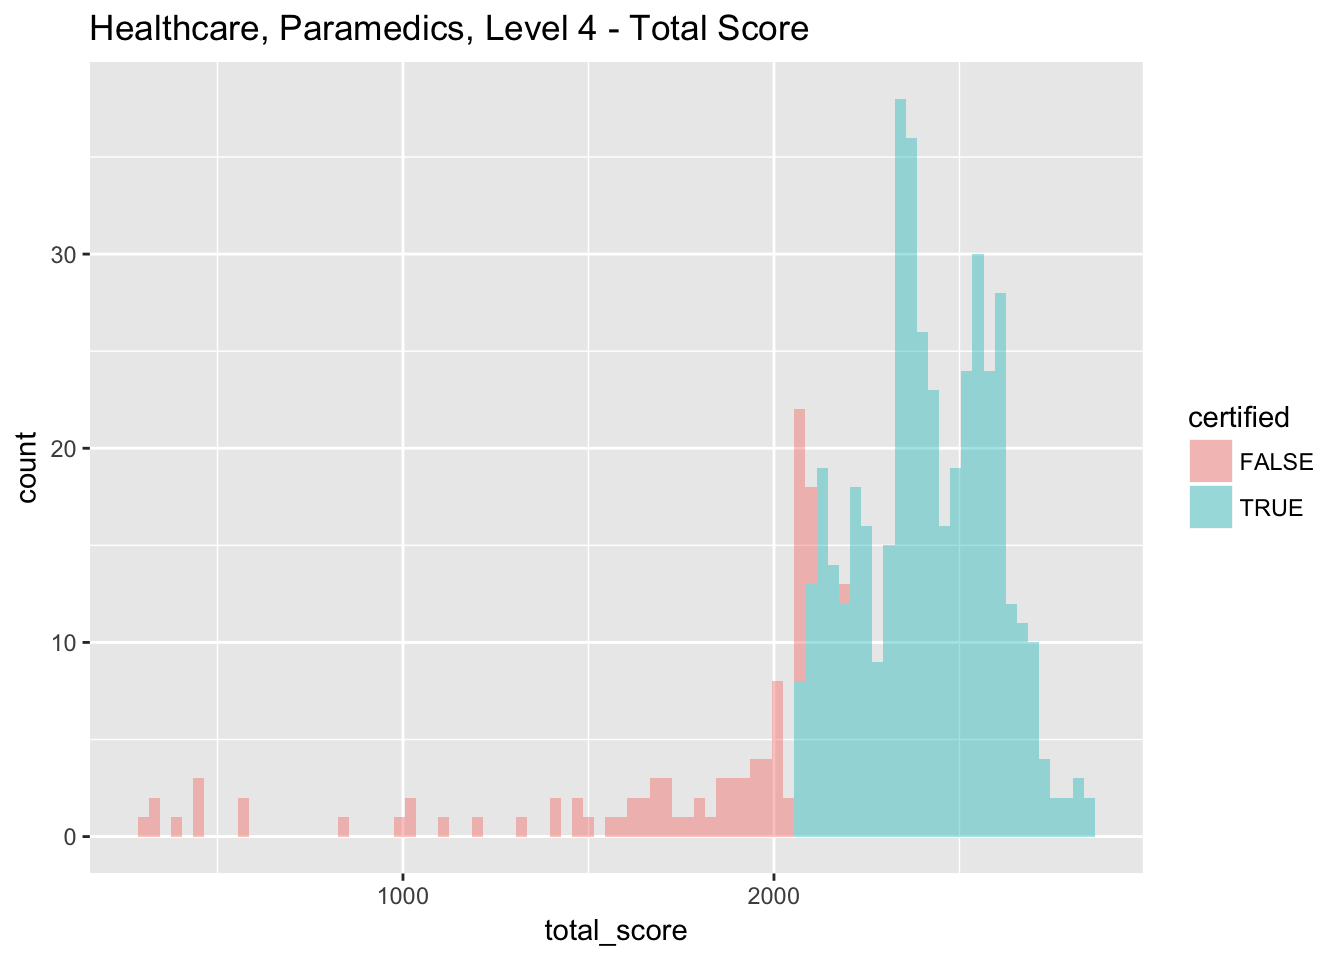 Healthcare, Paramedics, Level 4 - Total Score
30
20
10
0
count
1000
2000
total_score
certified
FALSE
TRUE